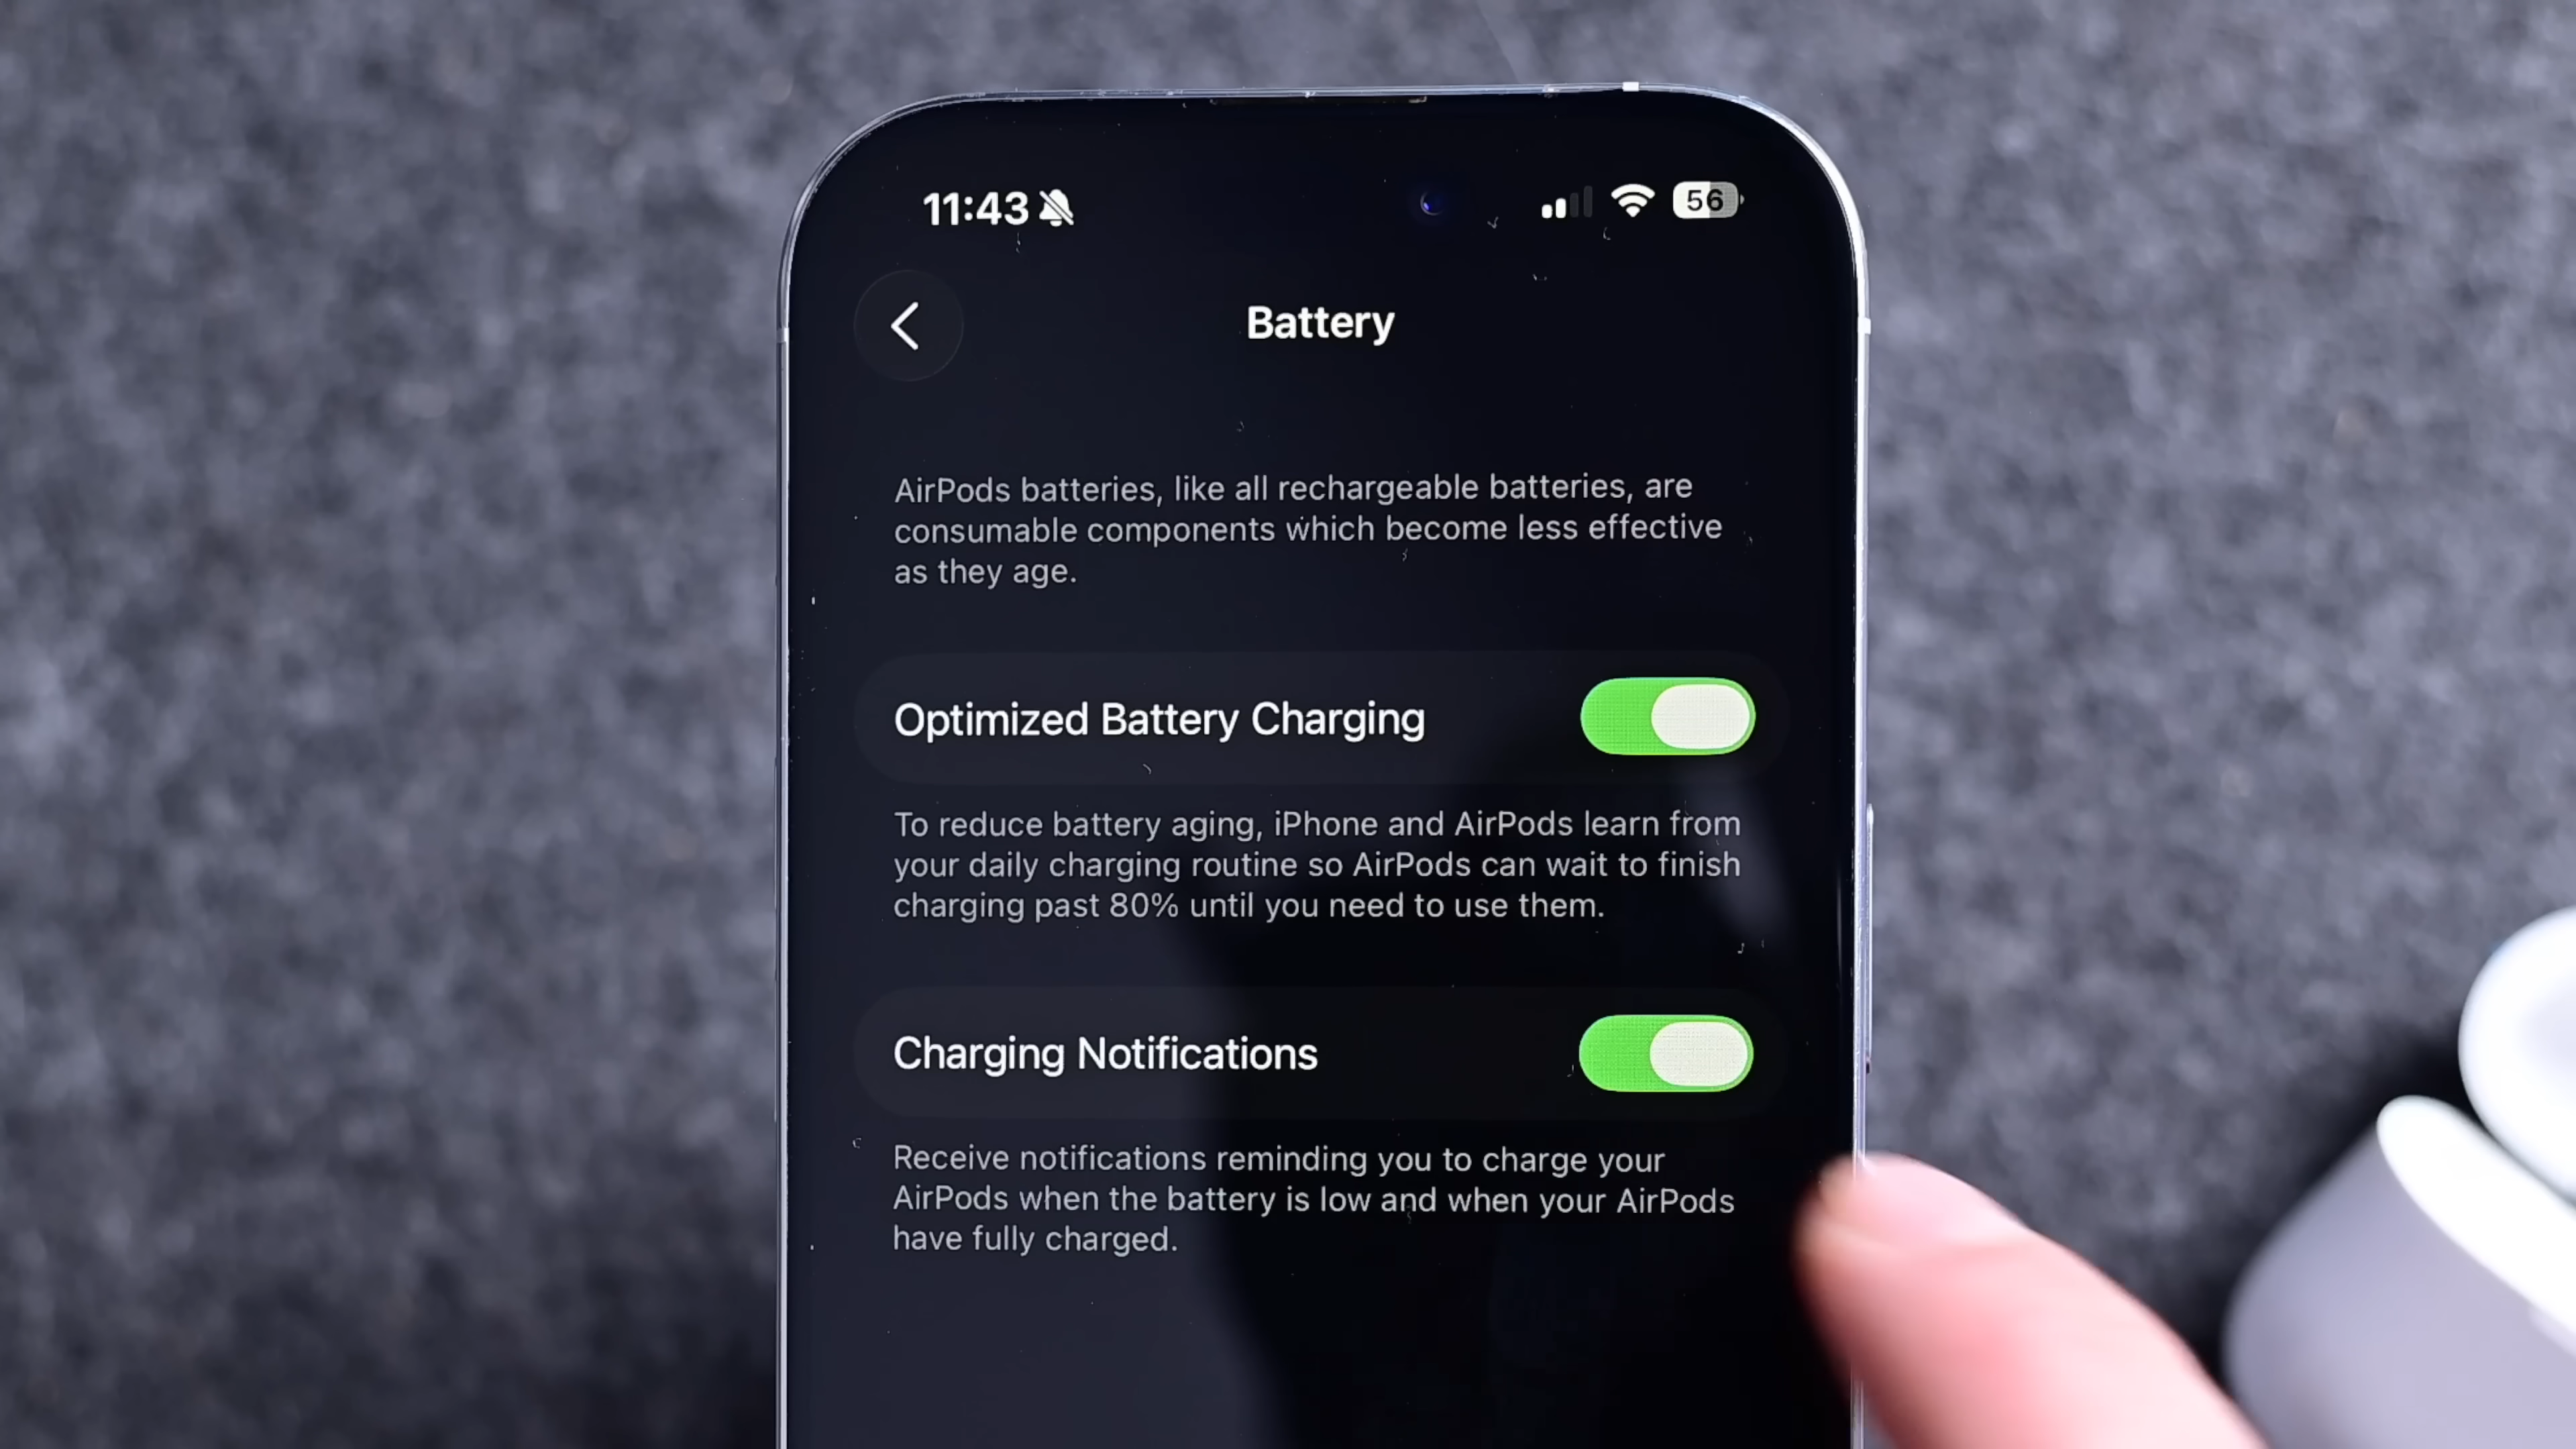 11:43
56
Battery
AirPods batteries, like all rechargeable batteries, are
consumable components which become less effective
as they age.
Optimized Battery Charging
To reduce battery aging, iPhone and AirPods learn from
your daily charging routine so AirPods can wait to finish
charging past 80% until you need to use them.
Charging Notifications
Receive notifications reminding you to charge your
AirPods when the battery is low and when your AirPods
have fully charged.